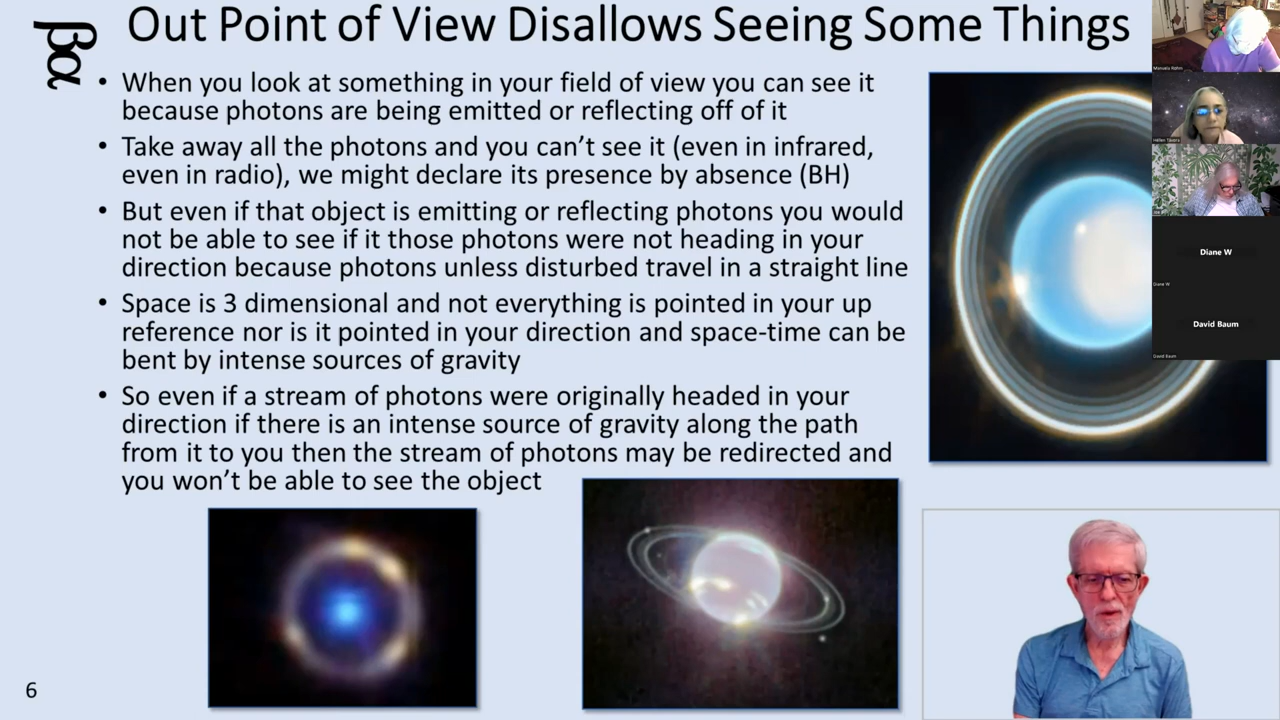 Out Point of View Disallows Seeing Some Things
βα
• When you look at something in your field of view you can see it
because photons are being emitted or reflecting off of it
• Take away all the photons and you can’t see it (even in infrared,
even in radio), we might declare its presence by absence (BH)
• But even if that object is emitting or reflecting photons you would
not be able to see if it those photons were not heading in your
direction because photons unless disturbed travel in a straight line
• Space is 3 dimensional and not everything is pointed in your up
reference nor is it pointed in your direction and space-time can be
bent by intense sources of gravity
• So even if a stream of photons were originally headed in your
direction if there is an intense source of gravity along the path
from it to you then the stream of photons may be redirected and
you won’t be able to see the object
6
Diane W
Diane W
David Baum
David Baum